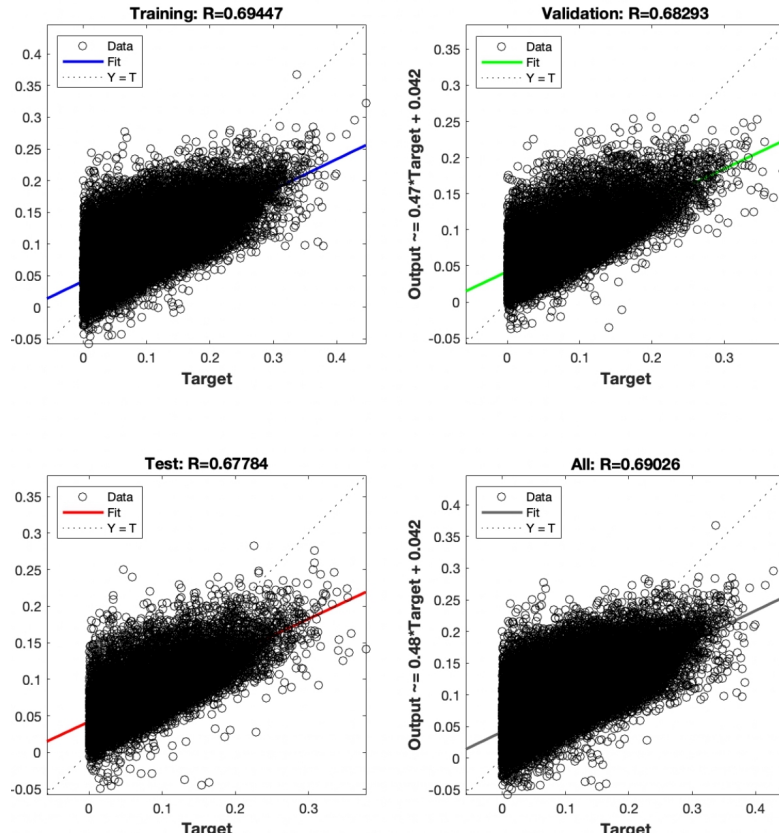 Training: R=0.69447
Data
Fit
Y = T
0.4
0.35
0.3
0.25
0.2
0.15
0.1
0.05
0
-0.05
0
0.1
0.2
0.3
0.4
Target
Validation: R=0.68293
Data
Fit
Y = T
Output ~= 0.47*Target + 0.042
0.35
0.3
0.25
0.2
0.15
0.1
0.05
0
-0.05
0
0.1
0.2
0.3
Target
Test: R=0.67784
Data
Fit
Y = T
0.35
0.3
0.25
0.2
0.15
0.1
0.05
0
-0.05
0
0.1
0.2
0.3
Target
All: R=0.69026
Data
Fit
Y = T
Output ~= 0.48*Target + 0.042
0.4
0.35
0.3
0.25
0.2
0.15
0.1
0.05
0
-0.05
0
0.1
0.2
0.3
0.4
Target